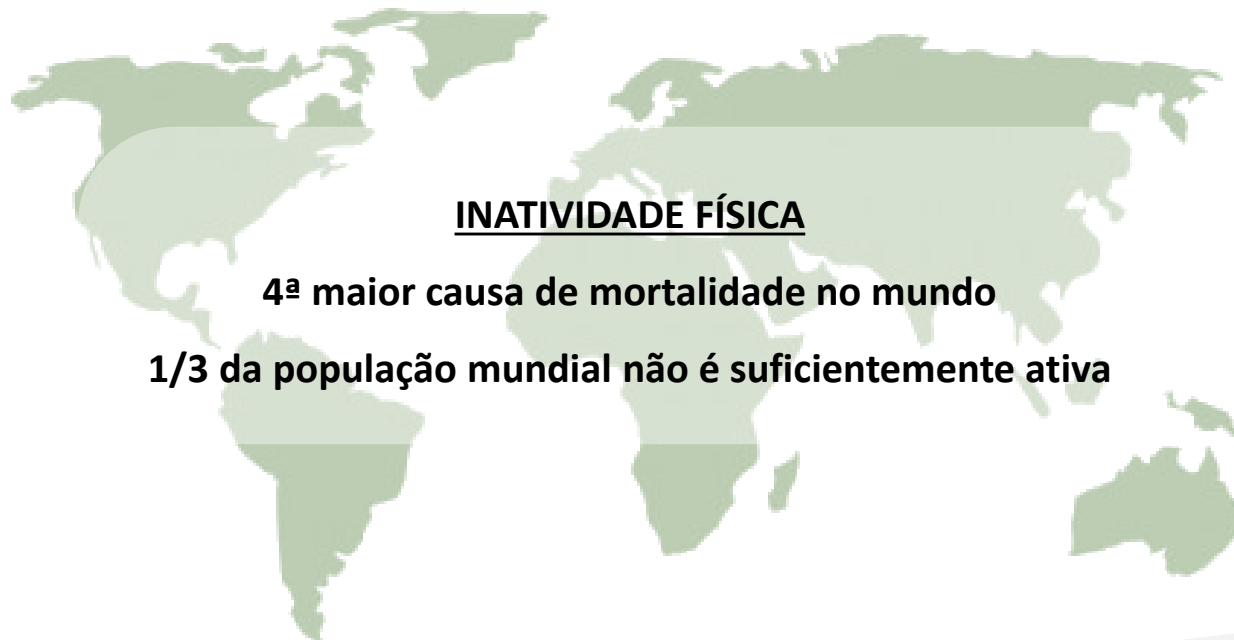 INATIVIDADE FÍSICA
4ª maior causa de mortalidade no mundo
1/3 da população mundial não é suficientemente ativa